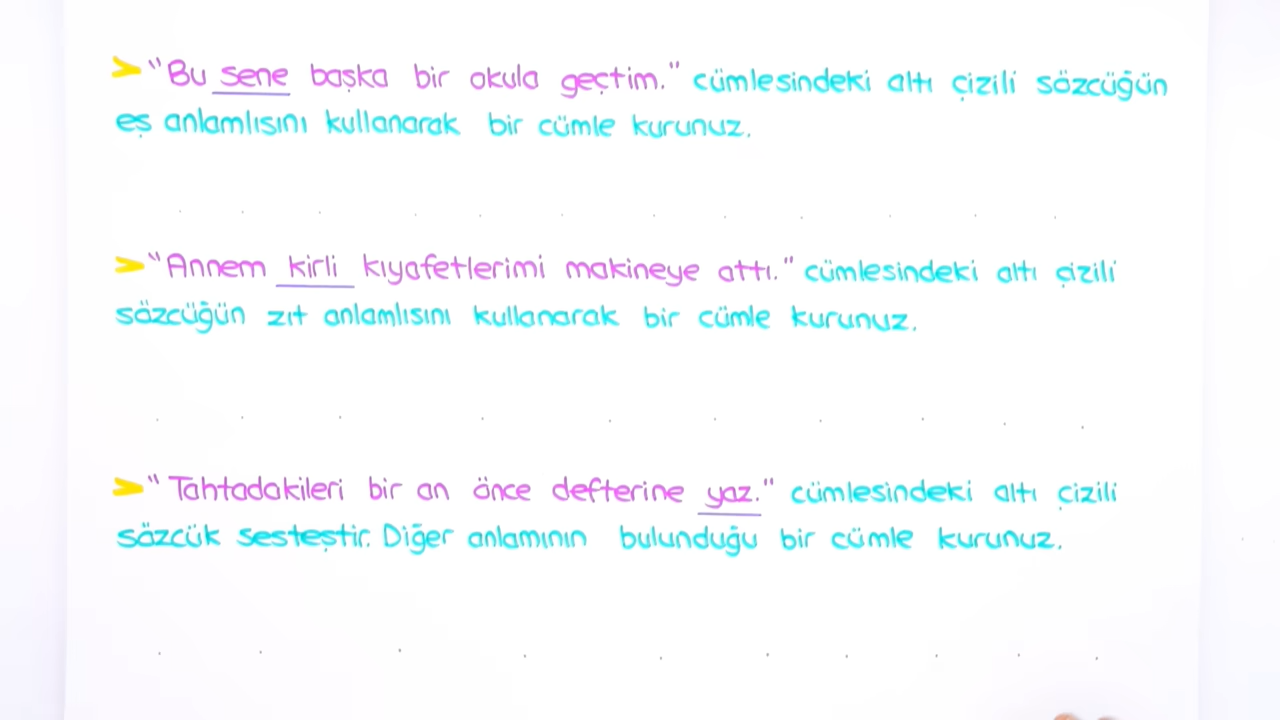 > "Bu sene başka bir okula geçtim." cümlesindeki altı çizili sözcüğün
eş anlamlısını kullanarak bir cümle kurunuz.
> "Annem kirli kıyafetlerimi makineye attı." cümlesindeki altı çizili
sözcüğün zıt anlamlısını kullanarak bir cümle kurunuz.
> "Tahtadakileri bir an önce defterine yaz." cümlesindeki altı çizili
sözcük sesteştir. Diğer anlamının bulunduğu bir cümle kurunuz.